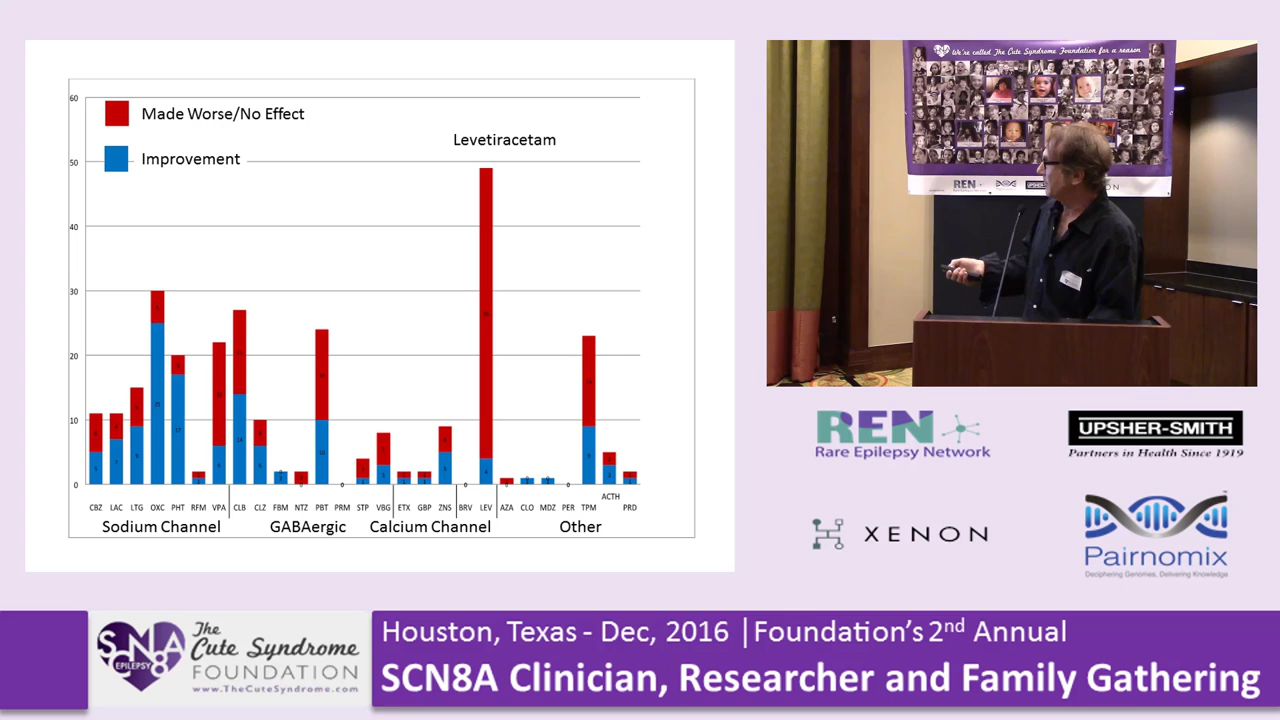 60
50
40
30
20
10
0
Made Worse/No Effect
Improvement
Levetiracetam
CBZ LAC LTG OXC PHT RFM VPA CLB CLZ FBM NTZ PBT PRM STP VBG ETX GBP ZNS BRV LEV AZA CLO MDZ PER TPM ACTH PRD
Sodium Channel GABAergic Calcium Channel Other
We're called The Cute Syndrome Foundation for a reason
REN
UPSHER-SMITH
REN
Rare Epilepsy Network
UPSHER-SMITH
Partners in Health Since 1919
XENON
Pairnomix
Deciphering Genomes, Delivering Knowledge
SCN8A
EPILEPSY
The
Cute Syndrome
FOUNDATION
www.TheCuteSyndrome.com
Houston, Texas - Dec, 2016 | Foundation's 2nd Annual
SCN8A Clinician, Researcher and Family Gathering